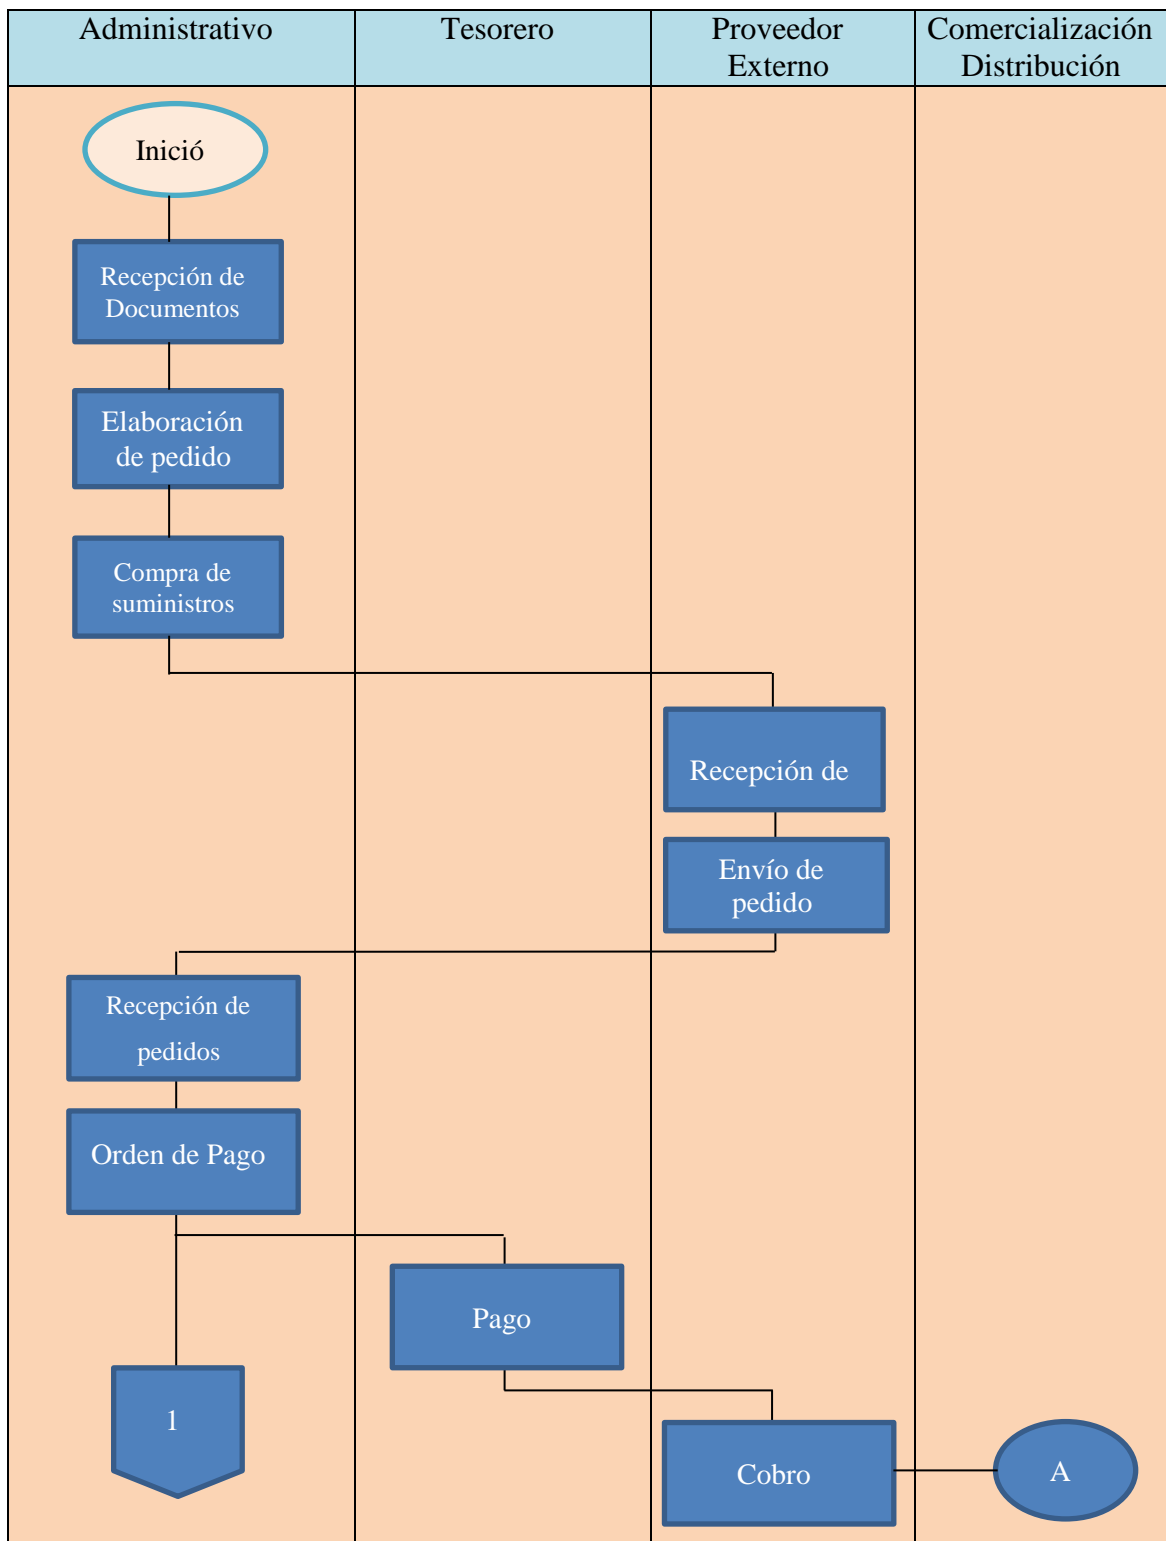 Administrativo
Tesorero
Proveedor
Externo
Comercialización
Distribución
Inició
Recepción de
Documentos
Elaboración
de pedido
Compra de
suministros
Recepción de
Envío de
pedido
Recepción de
pedidos
Orden de Pago
Pago
1
Cobro
A